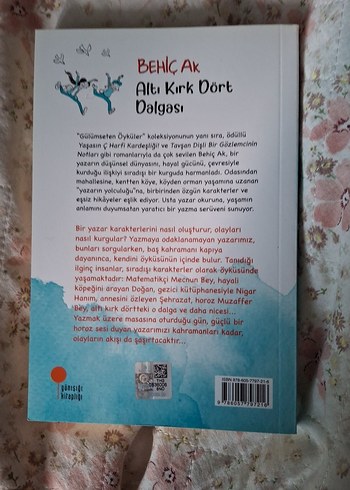 BEHİÇ AK
Altı Kırk Dört
Dalgası
"Gülümseten Öyküler" koleksiyonunun yanı sıra, ödüllü
Yaşasın Ç Harfi Kardeşliği! ve Tavşan Dişli Bir Gözlemcinin
Notları gibi romanlarıyla da çok sevilen Behiç Ak, bir
yazarın düşünsel dünyasını, hayal gücünü, çevresiyle
kurduğu ilişkiyi sıradışı bir kurguda harmanladı. Odasından
mahallesine, kentten köye, köyden orman yaşamına uzanan
"yazarın yolculuğu"na, birbirinden özgün karakterler ve
eşsiz hikâyeler eşlik ediyor. Usta yazar okuruna, yaşamın
anlamını duyumsatan yaratıcı bir yazma serüveni sunuyor.
Bir yazar karakterlerini nasıl oluşturur, olayları
nasıl kurgular? Yazmaya odaklanamayan yazarımız,
bunları sorgularken, baş kahramanı kapıya
dayanınca, kendini öyküsünün içinde bulur. Tanıdığı
ilginç insanlar, sıradışı karakterler olarak öyküsünde
yaşamaktadır: Matematikçi Mecnun Bey, hayali
köpeğini arayan Doğan, gezici kütüphanesiyle Nigar
Hanım, annesini özleyen Şehrazat, horoz Muzaffer
Bey, altı kırk dörtteki o dalga ve daha nicesi...
Yazmak üzere masasına oturduğu gün, güçlü bir
horoz sesi duyan yazarımızı kahramanları kadar,
olayların akışı da şaşırtacaktır...
günışığı
kitaplığı